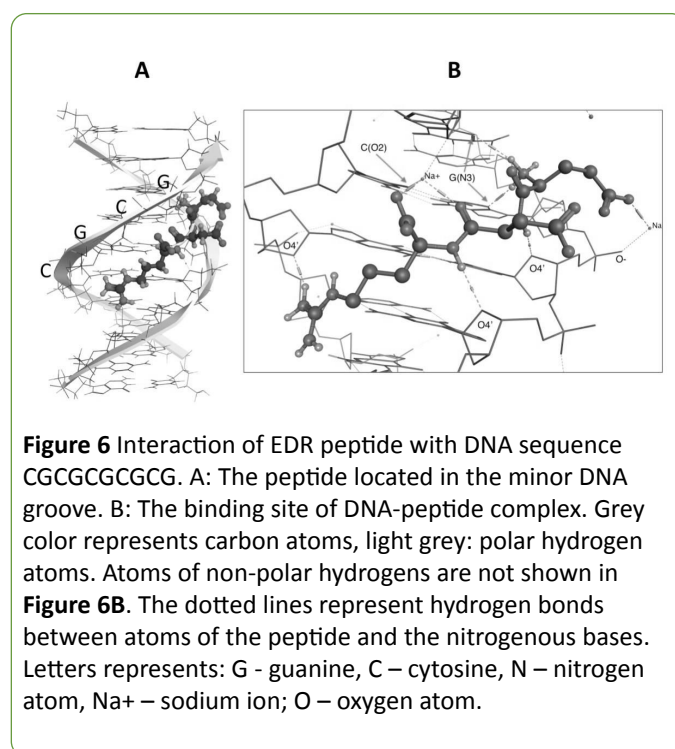 A
B
G
C
G
C
C(O2)
Na+
G(N3)
Na
O4'
O-
O4'
O4'
Figure 6 Interaction of EDR peptide with DNA sequence
CGCGCGCGCG. A: The peptide located in the minor DNA
groove. B: The binding site of DNA-peptide complex. Grey
color represents carbon atoms, light grey: polar hydrogen
atoms. Atoms of non-polar hydrogens are not shown in
Figure 6B. The dotted lines represent hydrogen bonds
between atoms of the peptide and the nitrogenous bases.
Letters represents: G - guanine, C – cytosine, N – nitrogen
atom, Na+ – sodium ion; O – oxygen atom.